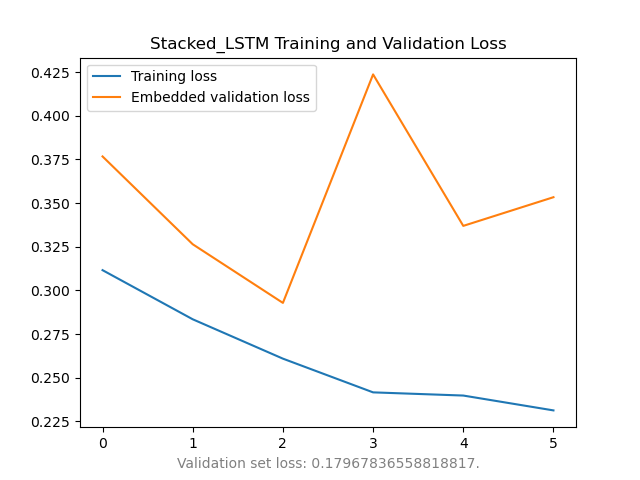 Stacked_LSTM Training and Validation Loss
Training loss
Embedded validation loss
0.425
0.400
0.375
0.350
0.325
0.300
0.275
0.250
0.225
0 1 2 3 4 5
Validation set loss: 0.17967836558818817.